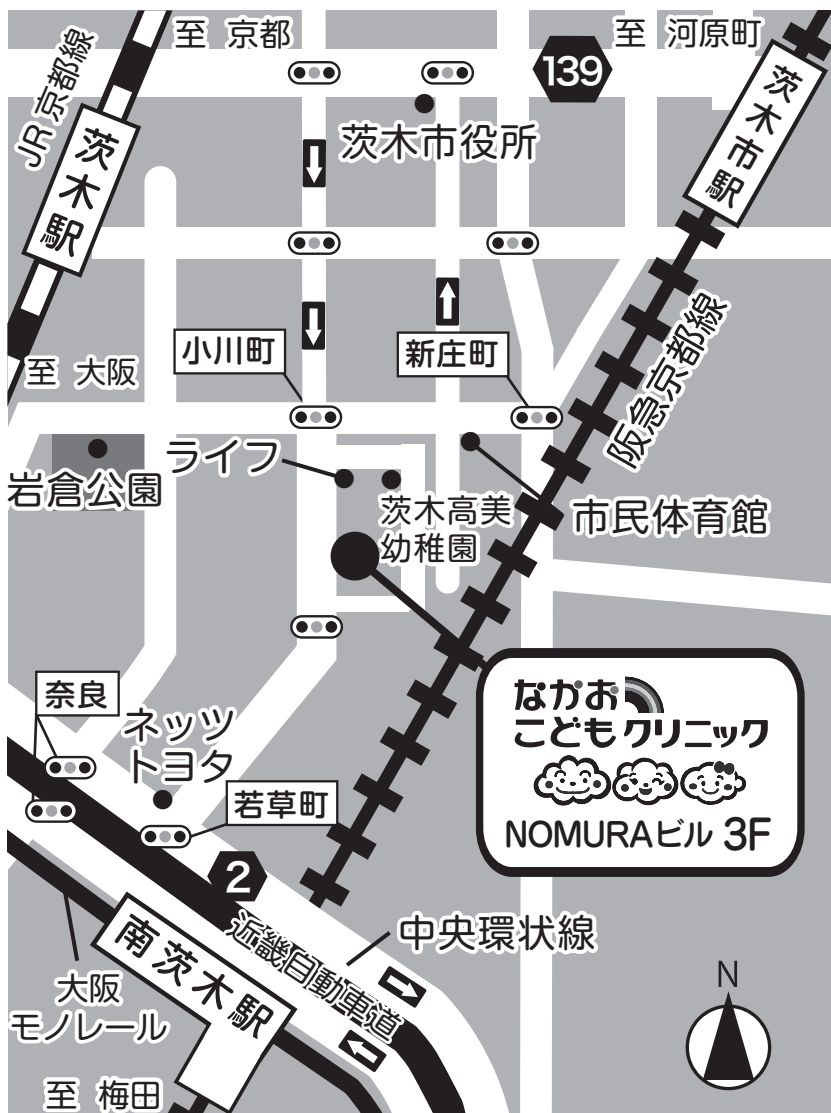 至 京都
139
至 河原町
JR京都線
茨木駅
茨木市役所
茨木市駅
小川町
新庄町
至 大阪
阪急京都線
岩倉公園
ライフ
茨木高美
幼稚園
市民体育館
なかお
こどもクリニック
NOMURAビル 3F
奈良
ネッツ
トヨタ
若草町
2
近畿自動車道
中央環状線
南茨木駅
大阪
モノレール
至 梅田
N